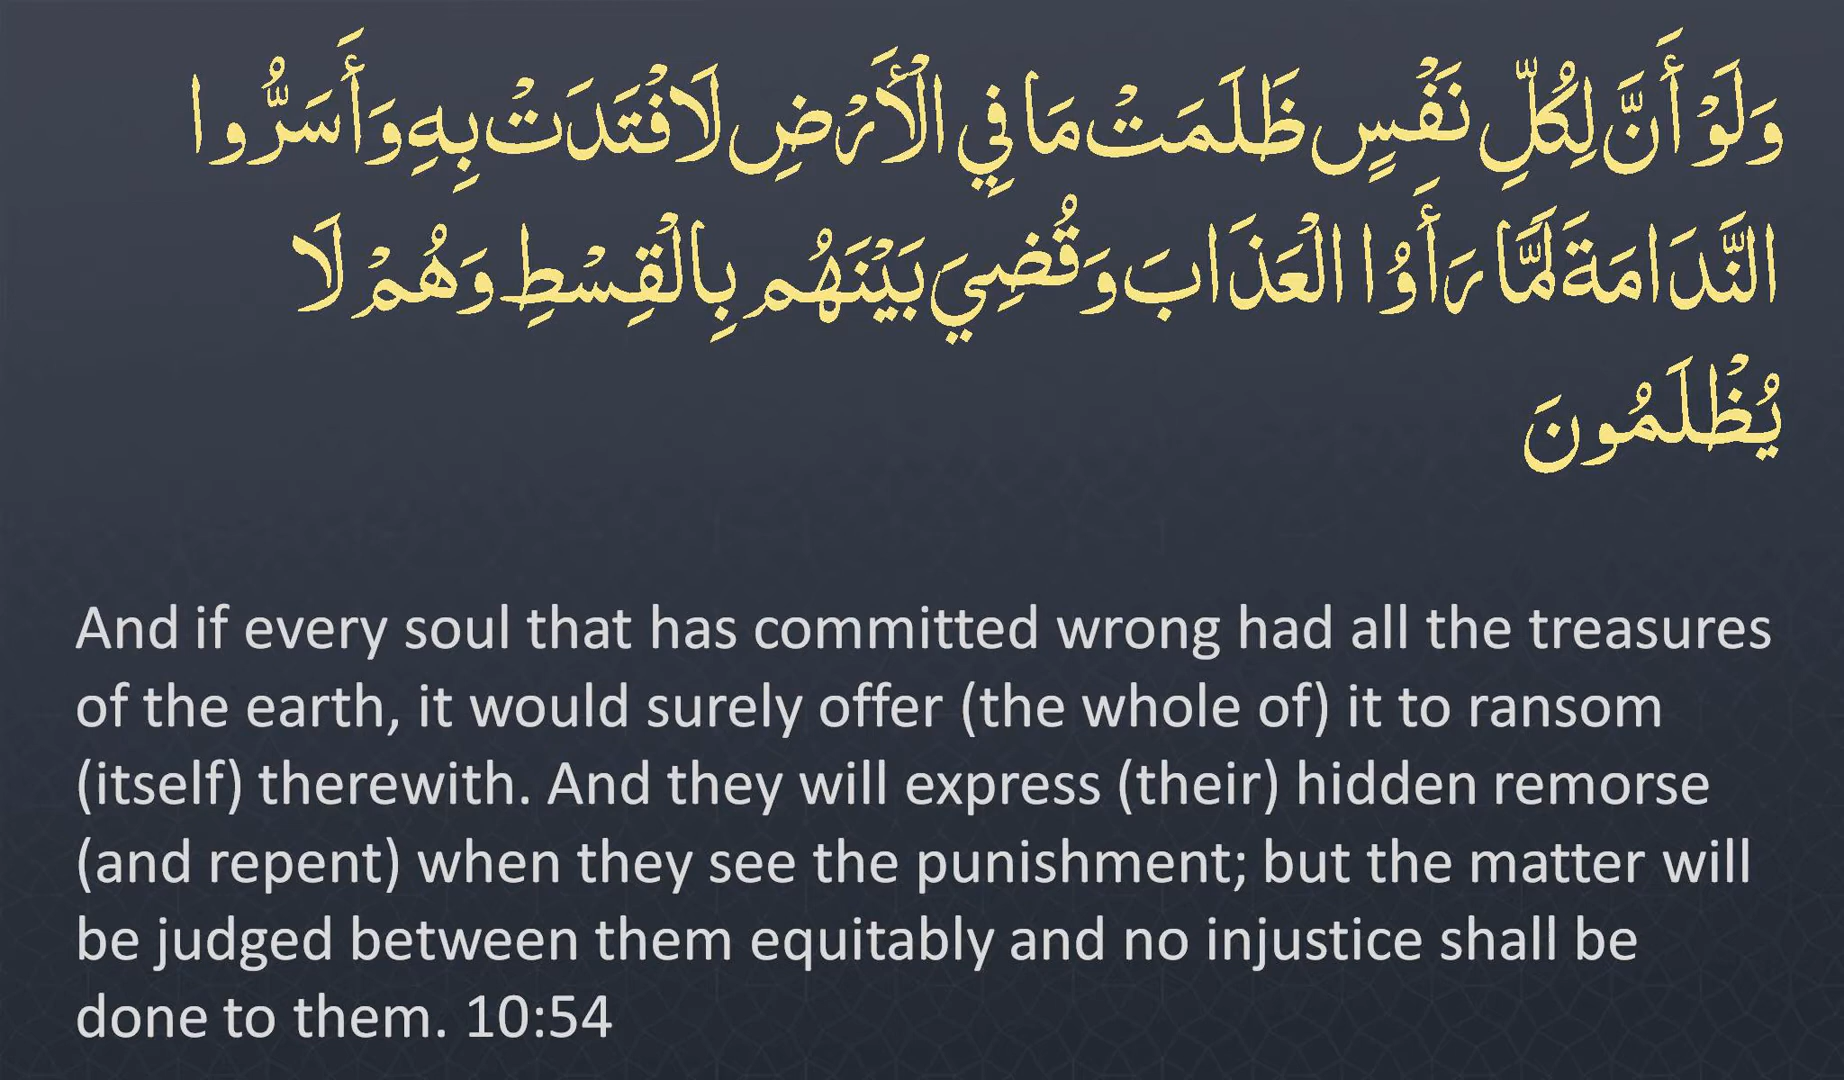 وَلَوْ أَنَّ لِكُلِّ نَفْسٍ ظَلَمَتْ مَا فِي الْأَرْضِ لَافْتَدَتْ بِهِ وَأَسَرُّوا
النَّدَامَةَ لَمَّا رَأَوُا الْعَذَابَ وَقُضِيَ بَيْنَهُم بِالْقِسْطِ وَهُمْ لَا
يُظْلَمُونَ
And if every soul that has committed wrong had all the treasures
of the earth, it would surely offer (the whole of) it to ransom
(itself) therewith. And they will express (their) hidden remorse
(and repent) when they see the punishment; but the matter will
be judged between them equitably and no injustice shall be
done to them. 10:54